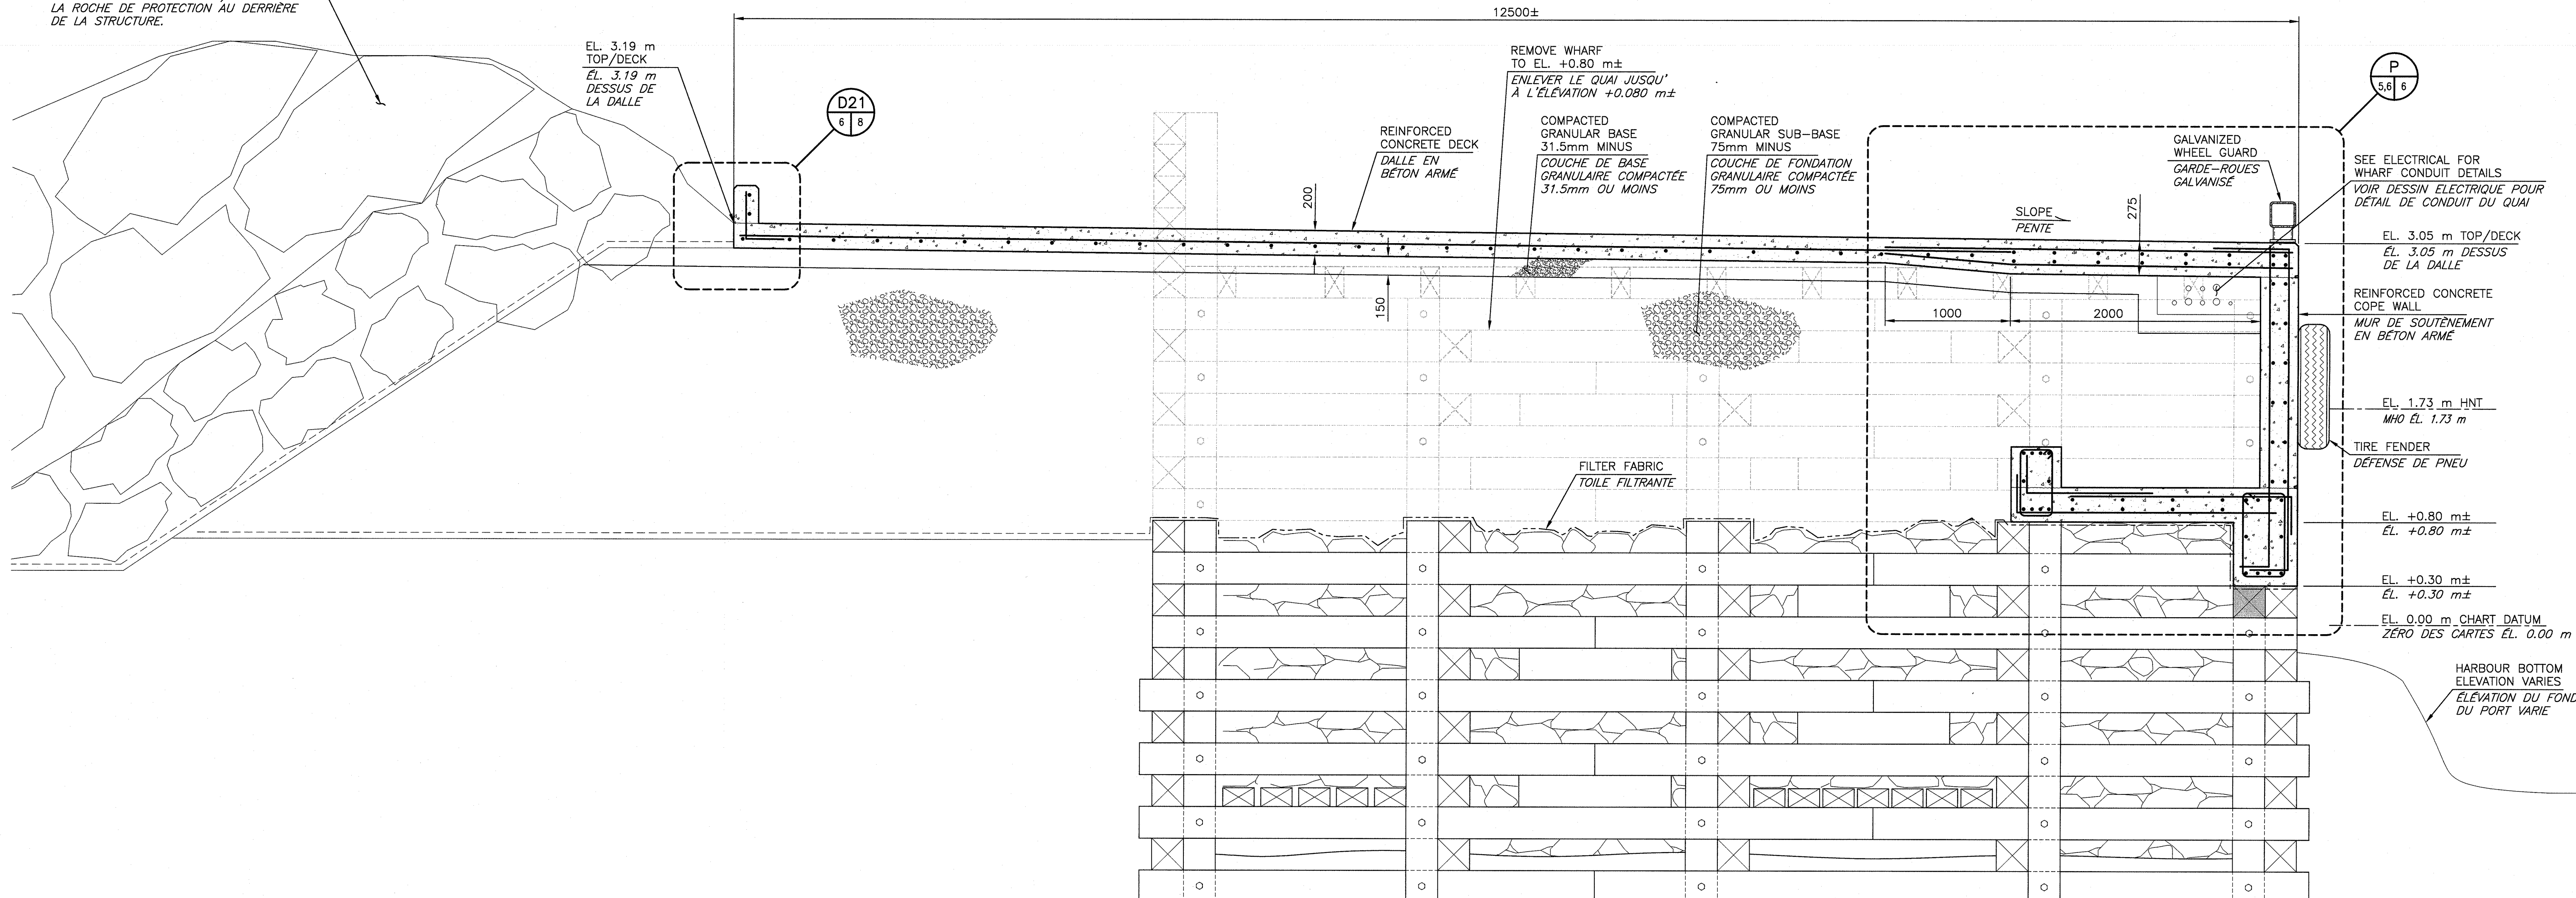 LA ROCHE DE PROTECTION AU DERRIÈRE
DE LA STRUCTURE.
12500±
EL. 3.19 m
TOP/DECK
ÉL. 3.19 m
DESSUS DE
LA DALLE
D21
6 8
REINFORCED
CONCRETE DECK
DALLE EN
BÉTON ARMÉ
REMOVE WHARF
TO EL. +0.80 m±
ENLEVER LE QUAI JUSQU'
À L'ÉLÉVATION +0.080 m±
COMPACTED
GRANULAR BASE
31.5mm MINUS
COUCHE DE BASE
GRANULAIRE COMPACTÉE
31.5mm OU MOINS
COMPACTED
GRANULAR SUB-BASE
75mm MINUS
COUCHE DE FONDATION
GRANULAIRE COMPACTÉE
75mm OU MOINS
200
150
SLOPE
PENTE
275
1000
2000
GALVANIZED
WHEEL GUARD
GARDE-ROUES
GALVANISÉ
P
5,6 6
SEE ELECTRICAL FOR
WHARF CONDUIT DETAILS
VOIR DESSIN ELECTRIQUE POUR
DÉTAIL DE CONDUIT DU QUAI
EL. 3.05 m TOP/DECK
ÉL. 3.05 m DESSUS
DE LA DALLE
REINFORCED CONCRETE
COPE WALL
MUR DE SOUTÈNEMENT
EN BÉTON ARMÉ
EL. 1.73 m HNT
MHO ÉL. 1.73 m
TIRE FENDER
DÉFENSE DE PNEU
FILTER FABRIC
TOILE FILTRANTE
EL. +0.80 m±
ÉL. +0.80 m±
EL. +0.30 m±
ÉL. +0.30 m±
EL. 0.00 m CHART DATUM
ZÉRO DES CARTES ÉL. 0.00 m
HARBOUR BOTTOM
ELEVATION VARIES
ÉLÉVATION DU FOND
DU PORT VARIE